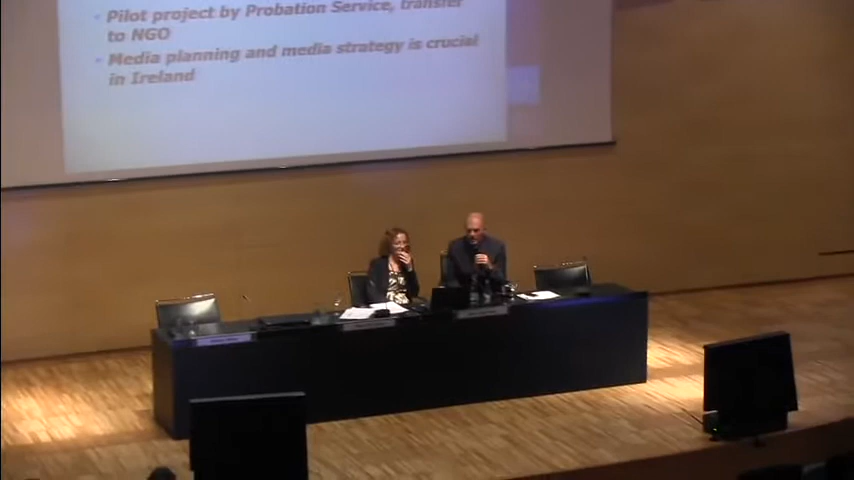 Pilot project by Probation Service, transfer
to NGO
Media planning and media strategy is crucial
in Ireland